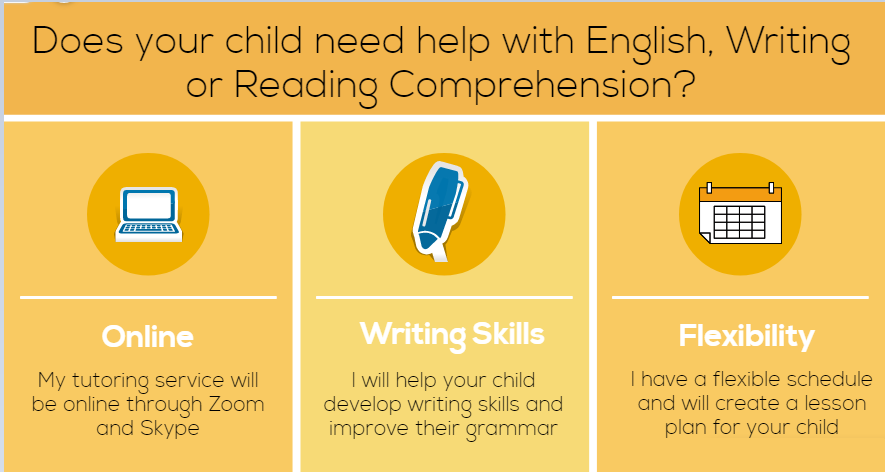 Does your child need help with English, Writing
or Reading Comprehension?
Online
My tutoring service will
be online through Zoom
and Skype
Writing Skills
I will help your child
develop writing skills and
improve their grammar
Flexibility
I have a flexible schedule
and will create a lesson
plan for your child